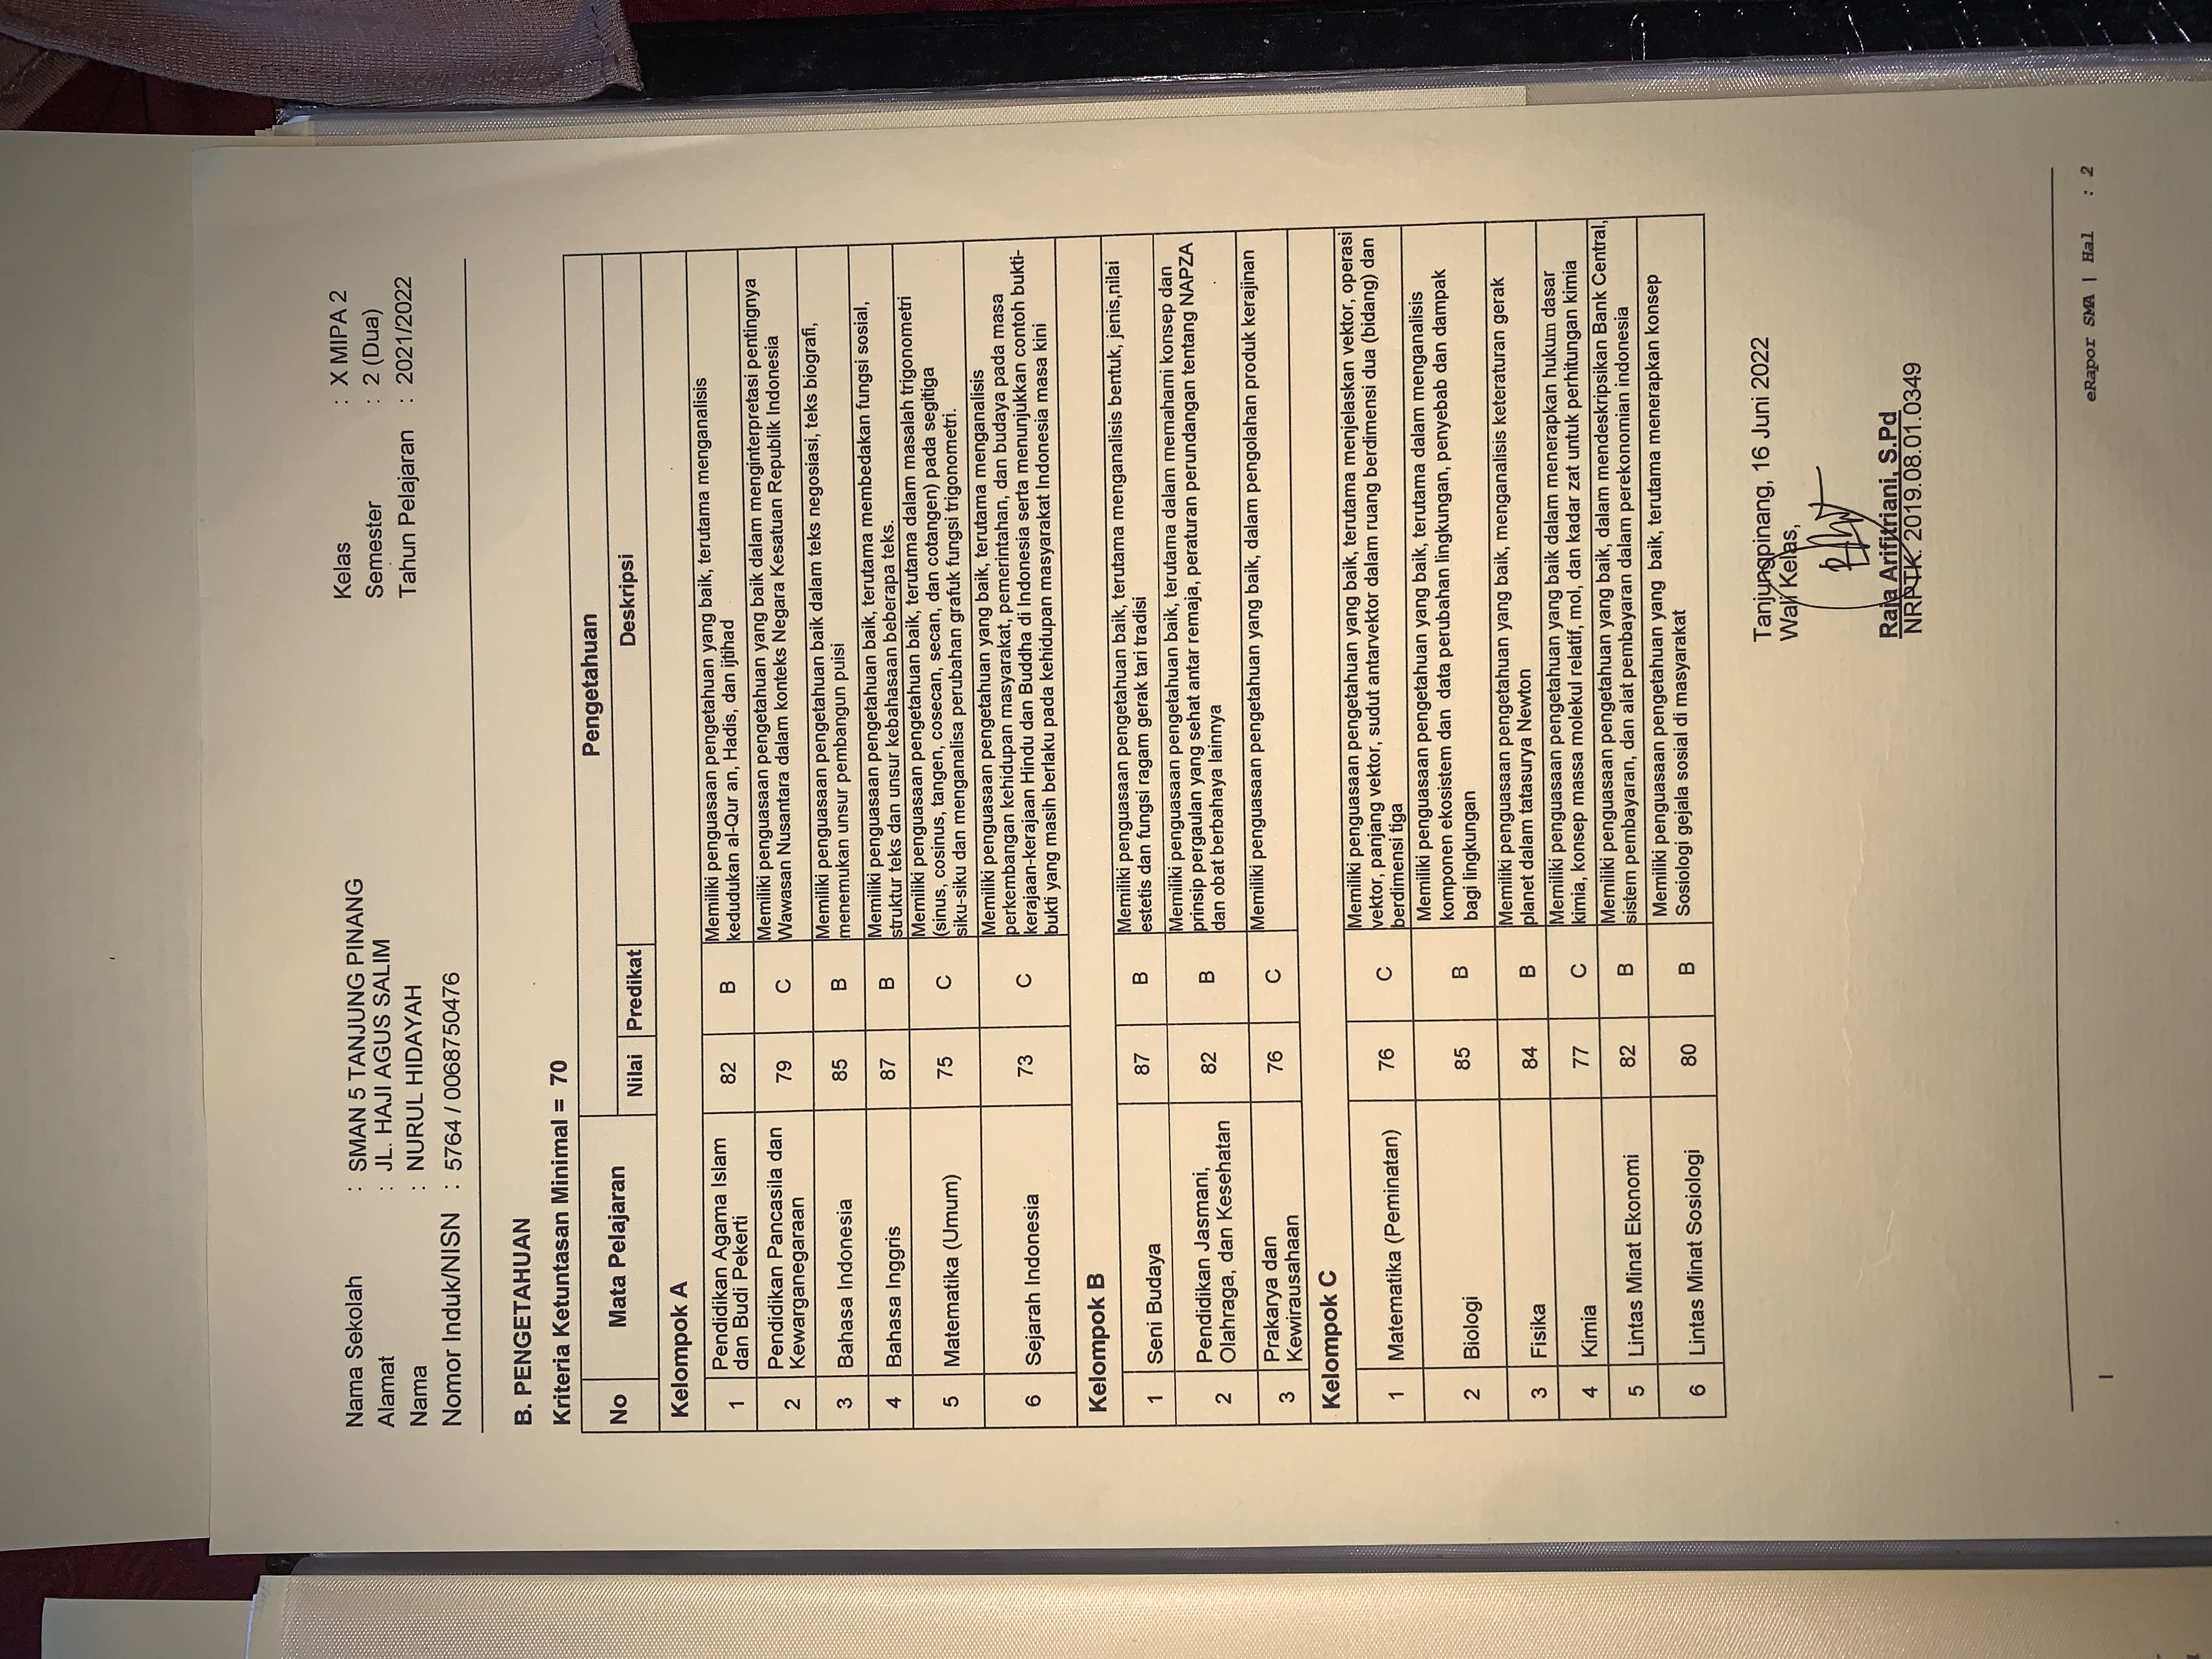 Nama Sekolah : SMAN 5 TANJUNG PINANG
Alamat : JL. HAJI AGUS SALIM
Nama : NURUL HIDAYAH
Nomor Induk/NISN : 5764 / 0068750476
Kelas : X MIPA 2
Semester : 2 (Dua)
Tahun Pelajaran : 2021/2022
B. PENGETAHUAN
Kriteria Ketuntasan Minimal = 70
No Mata Pelajaran Pengetahuan
Nilai Predikat Deskripsi
Kelompok A
1 Pendidikan Agama Islam dan Budi Pekerti 82 B Memiliki penguasaan pengetahuan yang baik, terutama menganalisis
kedudukan al-Qur an, Hadis, dan ijtihad
2 Pendidikan Pancasila dan Kewarganegaraan 79 C Memiliki penguasaan pengetahuan yang baik dalam menginterpretasi pentingnya
Wawasan Nusantara dalam konteks Negara Kesatuan Republik Indonesia
3 Bahasa Indonesia 85 B Memiliki penguasaan pengetahuan baik dalam teks negosiasi, teks biografi,
menemukan unsur pembangun puisi
4 Bahasa Inggris 87 B Memiliki penguasaan pengetahuan baik, terutama membedakan fungsi sosial,
struktur teks dan unsur kebahasaan beberapa teks.
5 Matematika (Umum) 75 C Memiliki penguasaan pengetahuan baik, terutama dalam masalah trigonometri
(sinus, cosinus, tangen, cosecan, secan, dan cotangen) pada segitiga
siku-siku dan menganalisa perubahan grafuk fungsi trigonometri.
6 Sejarah Indonesia 73 C Memiliki penguasaan pengetahuan yang baik, terutama menganalisis
perkembangan kehidupan masyarakat, pemerintahan, dan budaya pada masa
kerajaan-kerajaan Hindu dan Buddha di Indonesia serta menunjukkan contoh bukti-
bukti yang masih berlaku pada kehidupan masyarakat Indonesia masa kini
Kelompok B
1 Seni Budaya 87 B Memiliki penguasaan pengetahuan baik, terutama menganalisis bentuk, jenis,nilai
estetis dan fungsi ragam gerak tari tradisi
2 Pendidikan Jasmani, Olahraga, dan Kesehatan 82 B Memiliki penguasaan pengetahuan baik, terutama dalam memahami konsep dan
prinsip pergaulan yang sehat antar remaja, peraturan perundangan tentang NAPZA
dan obat berbahaya lainnya
3 Prakarya dan Kewirausahaan 76 C Memiliki penguasaan pengetahuan yang baik, dalam pengolahan produk kerajinan
Kelompok C
1 Matematika (Peminatan) 76 C Memiliki penguasaan pengetahuan yang baik, terutama menjelaskan vektor, operasi
vektor, panjang vektor, sudut antarvektor dalam ruang berdimensi dua (bidang) dan
berdimensi tiga
2 Biologi 85 B Memiliki penguasaan pengetahuan yang baik, terutama dalam menganalisis
komponen ekosistem dan data perubahan lingkungan, penyebab dan dampak
bagi lingkungan
3 Fisika 84 B Memiliki penguasaan pengetahuan yang baik, menganalisis keteraturan gerak
planet dalam tatasurya Newton
4 Kimia 77 C Memiliki penguasaan pengetahuan yang baik dalam menerapkan hukum dasar
kimia, konsep massa molekul relatif, mol, dan kadar zat untuk perhitungan kimia
5 Lintas Minat Ekonomi 82 B Memiliki penguasaan pengetahuan yang baik, dalam mendeskripsikan Bank Central,
sistem pembayaran, dan alat pembayaran dalam perekonomian indonesia
6 Lintas Minat Sosiologi 80 B Memiliki penguasaan pengetahuan yang baik, terutama menerapkan konsep
Sosiologi gejala sosial di masyarakat
Tanjungpinang, 16 Juni 2022
Wali Kelas,
Raja Arifitriani, S.Pd
NRPTK. 2019.08.01.0349
eRapor SMA | Hal : 2